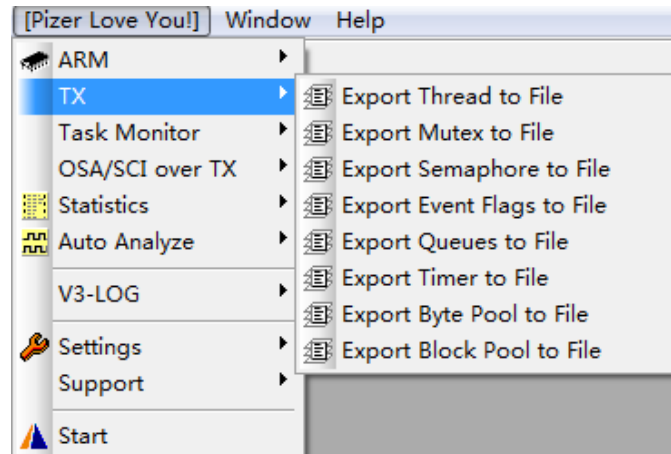 [Pizer Love You!] Window Help
ARM
TX
Task Monitor
OSA/SCI over TX
Statistics
Auto Analyze
V3-LOG
Settings
Support
Start
Export Thread to File
Export Mutex to File
Export Semaphore to File
Export Event Flags to File
Export Queues to File
Export Timer to File
Export Byte Pool to File
Export Block Pool to File